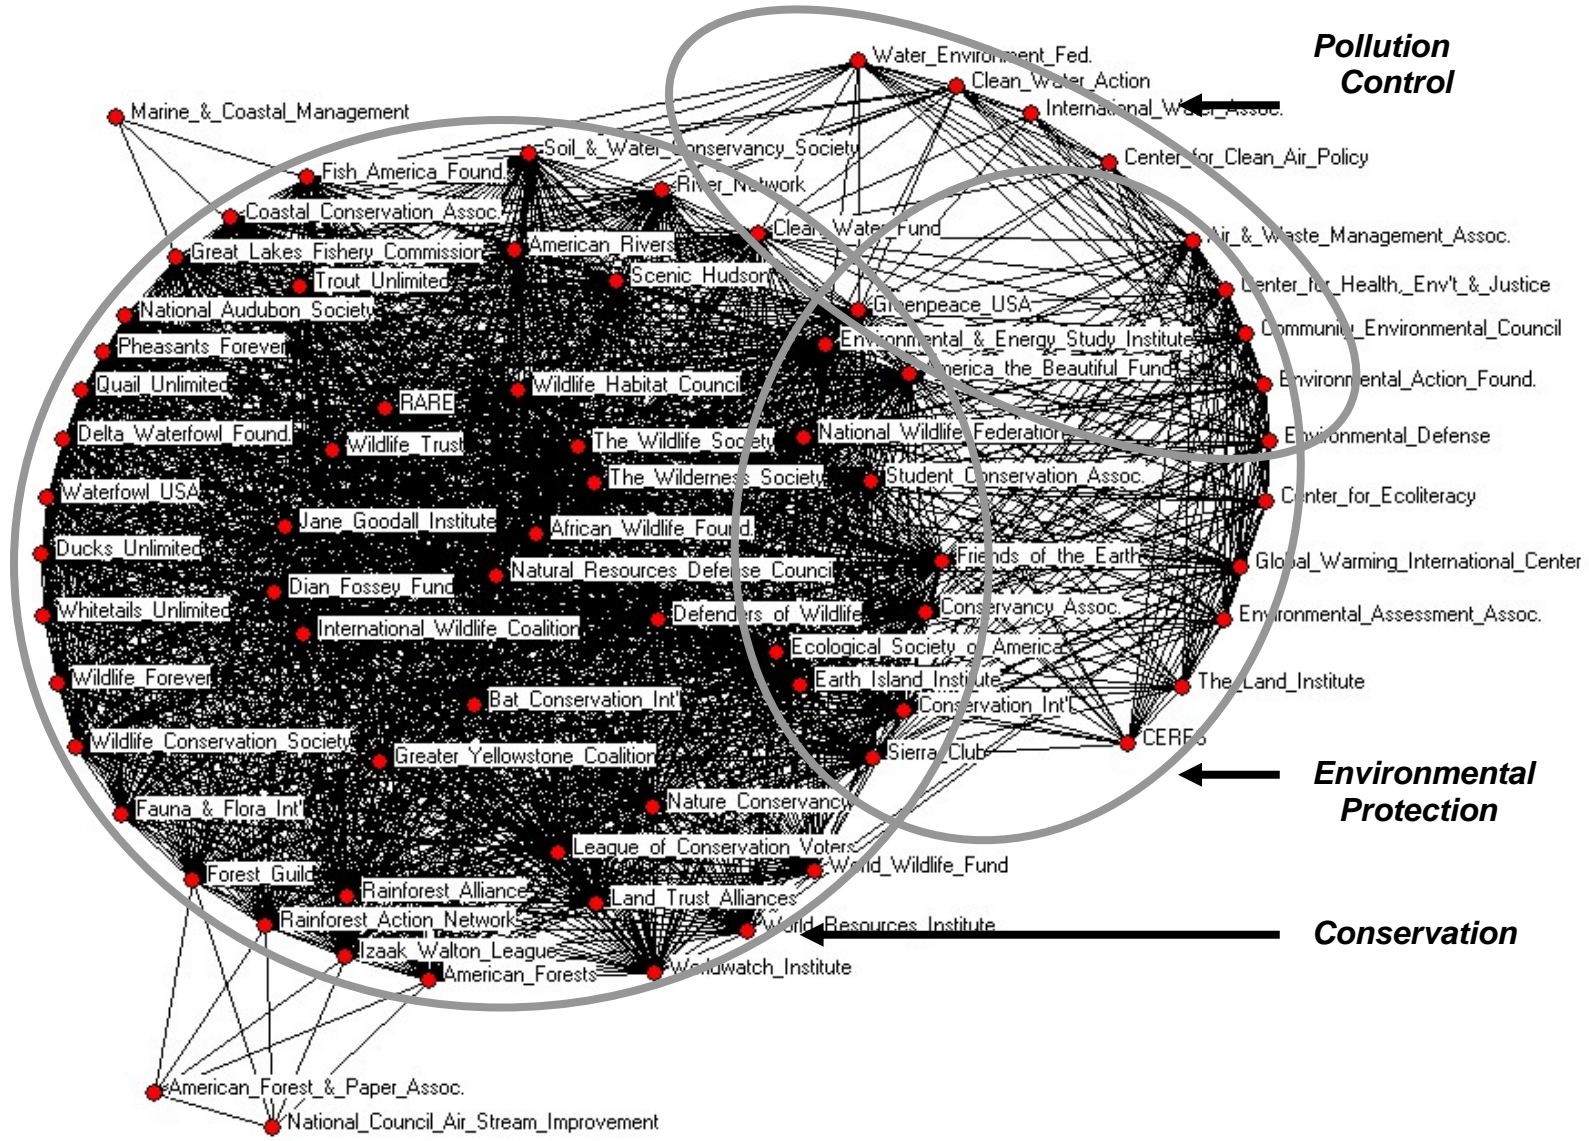 Pollution
Control
Water_Environment_Fed.
Clean_Water_Action
International_Water_Assoc.
Marine_&_Coastal_Management
Soil_&_Water_Conservancy_Society
Center_for_Clean_Air_Policy
Fish_America_Found.
River_Network
Coastal_Conservation_Assoc.
Clean_Water_Fund
Air_&_Waste_Management_Assoc.
Great_Lakes_Fishery_Commission
American_Rivers
Trout_Unlimited
Scenic_Hudson
Center_for_Health,_Env't_&_Justice
National_Audubon_Society
Greenpeace_USA
Community_Environmental_Council
Pheasants_Forever
Environmental_&_Energy_Study_Institute
Quail_Unlimited
Wildlife_Habitat_Council
America_the_Beautiful_Fund
Environmental_Action_Found.
RARE
Delta_Waterfowl_Found.
Wildlife_Trust
The_Wildlife_Society
National_Wildlife_Federation
Environmental_Defense
The_Wilderness_Society
Student_Conservation_Assoc.
Waterfowl_USA
Center_for_Ecoliteracy
Jane_Goodall_Institute
African_Wildlife_Found.
Ducks_Unlimited
Friends_of_the_Earth
Global_Warming_International_Center
Natural_Resources_Defense_Council
Dian_Fossey_Fund
Whitetails_Unlimited
Defenders_of_Wildlife
Conservancy_Assoc.
Environmental_Assessment_Assoc.
International_Wildlife_Coalition
Ecological_Society_of_America
Wildlife_Forever
Earth_Island_Institute
The_Land_Institute
Bat_Conservation_Int'l
Conservation_Int'l
Wildlife_Conservation_Society
Greater_Yellowstone_Coalition
Sierra_Club
CERES
Environmental
Protection
Fauna_&_Flora_Int'l
Nature_Conservancy
League_of_Conservation_Voters
World_Wildlife_Fund
Forest_Guild
Rainforest_Alliance
Land_Trust_Alliances
Rainforest_Action_Network
World_Resources_Institute
Conservation
Izaak_Walton_League
American_Forests
Worldwatch_Institute
American_Forest_&_Paper_Assoc.
National_Council_Air_Stream_Improvement